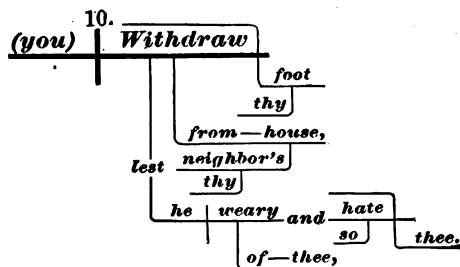 10.
(you) Withdraw
foot
thy
from—house,
neighbor's
lest thy
he weary and hate
so thee.
of—thee,